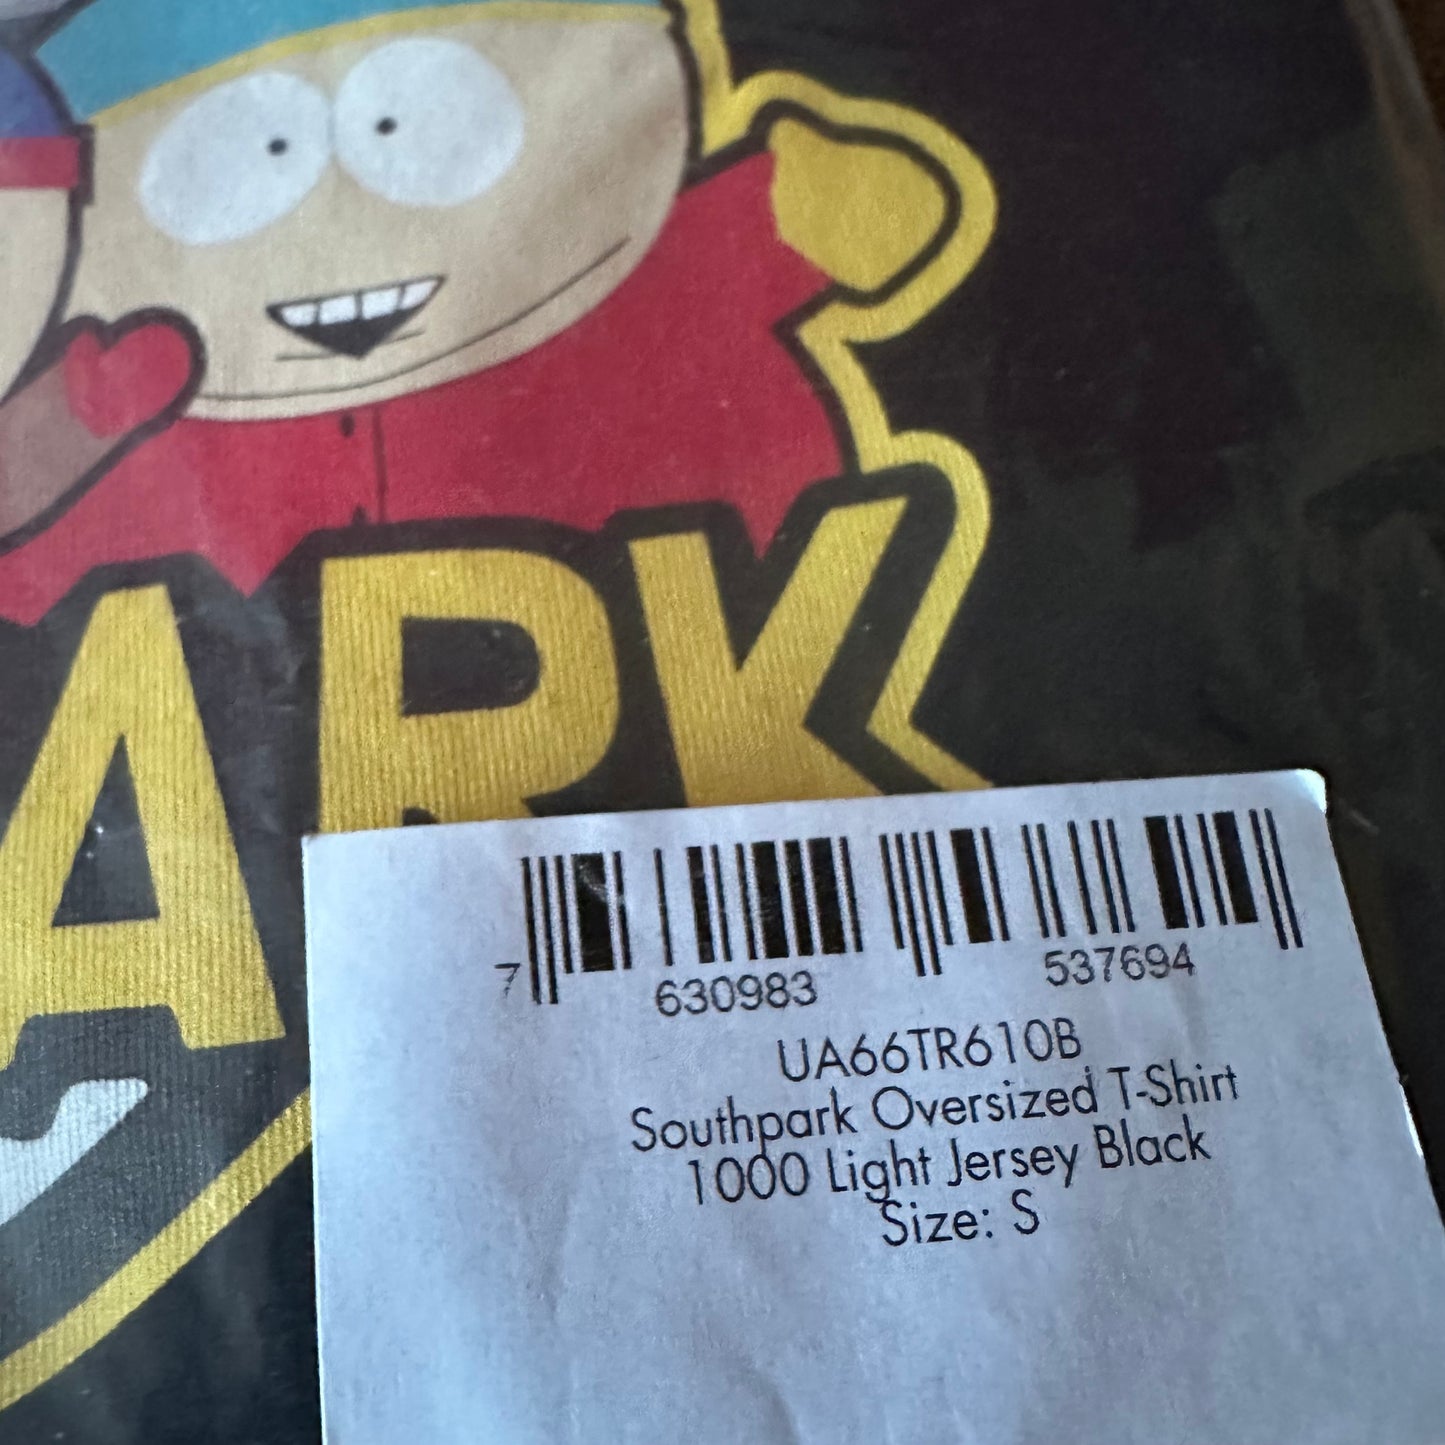 ARK
7 630983 537694
UA66TR610B
Southpark Oversized T-Shirt
1000 Light Jersey Black
Size: S